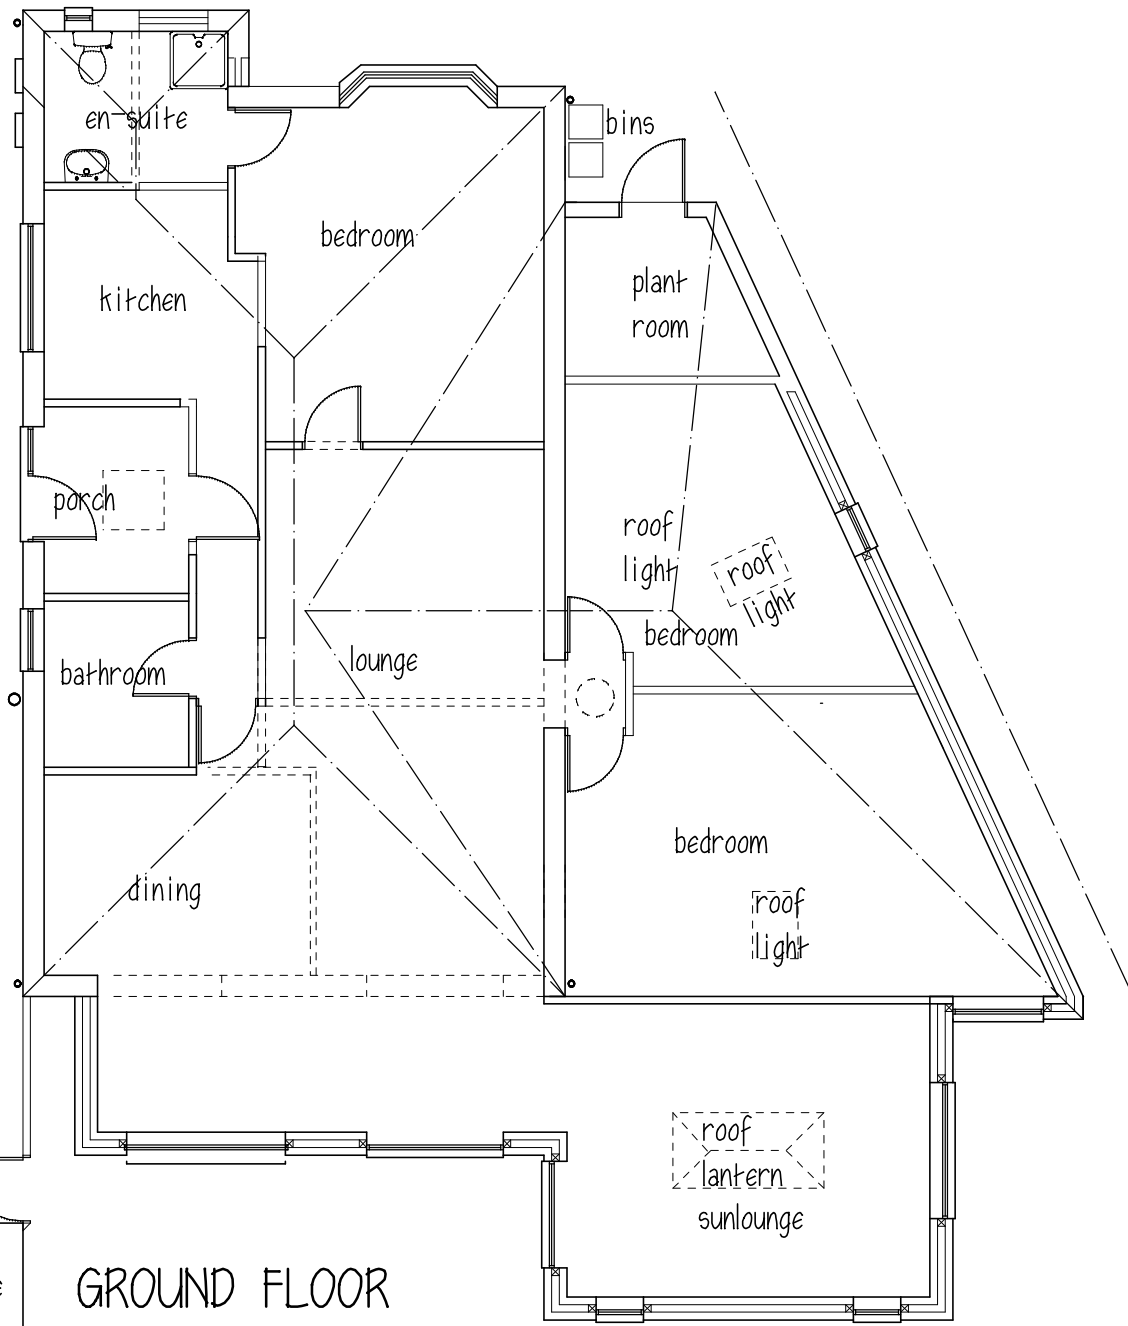 en-suite
bins
bedroom
plant
room
kitchen
porch
roof
light
roof
light
bedroom
lounge
bathroom
bedroom
dining
roof
light
roof
lantern
sunlounge
GROUND FLOOR